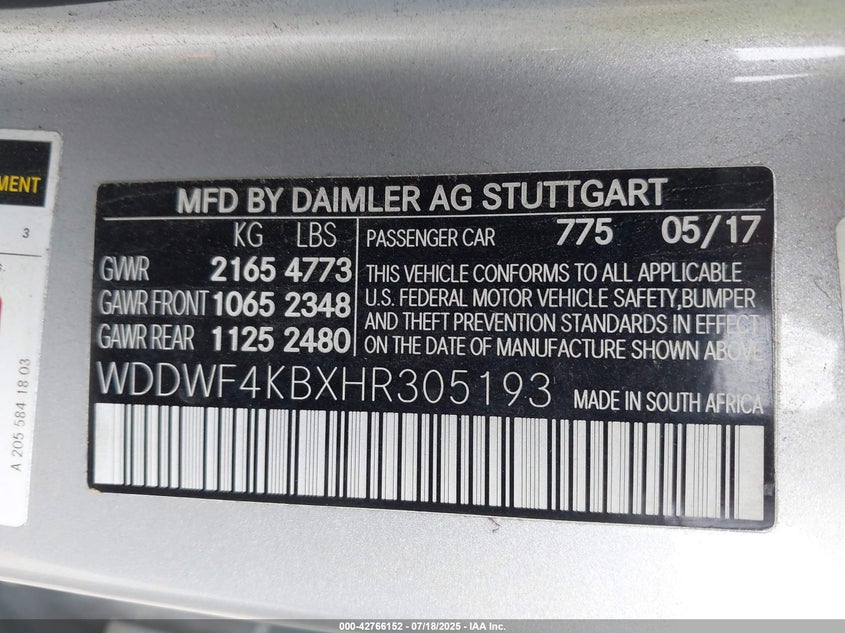 MENT
3
A 205 584 18 03
MFD BY DAIMLER AG STUTTGART
KG LBS
GVWR 2165 4773
GAWR FRONT 1065 2348
GAWR REAR 1125 2480
PASSENGER CAR 775 05/17
THIS VEHICLE CONFORMS TO ALL APPLICABLE
U.S. FEDERAL MOTOR VEHICLE SAFETY,BUMPER
AND THEFT PREVENTION STANDARDS IN EFFECT
ON THE DATE OF MANUFACTURE SHOWN ABOVE
WDDWF4KBXHR305193 MADE IN SOUTH AFRICA
000-42766152 - 07/18/2025 - IAA Inc.